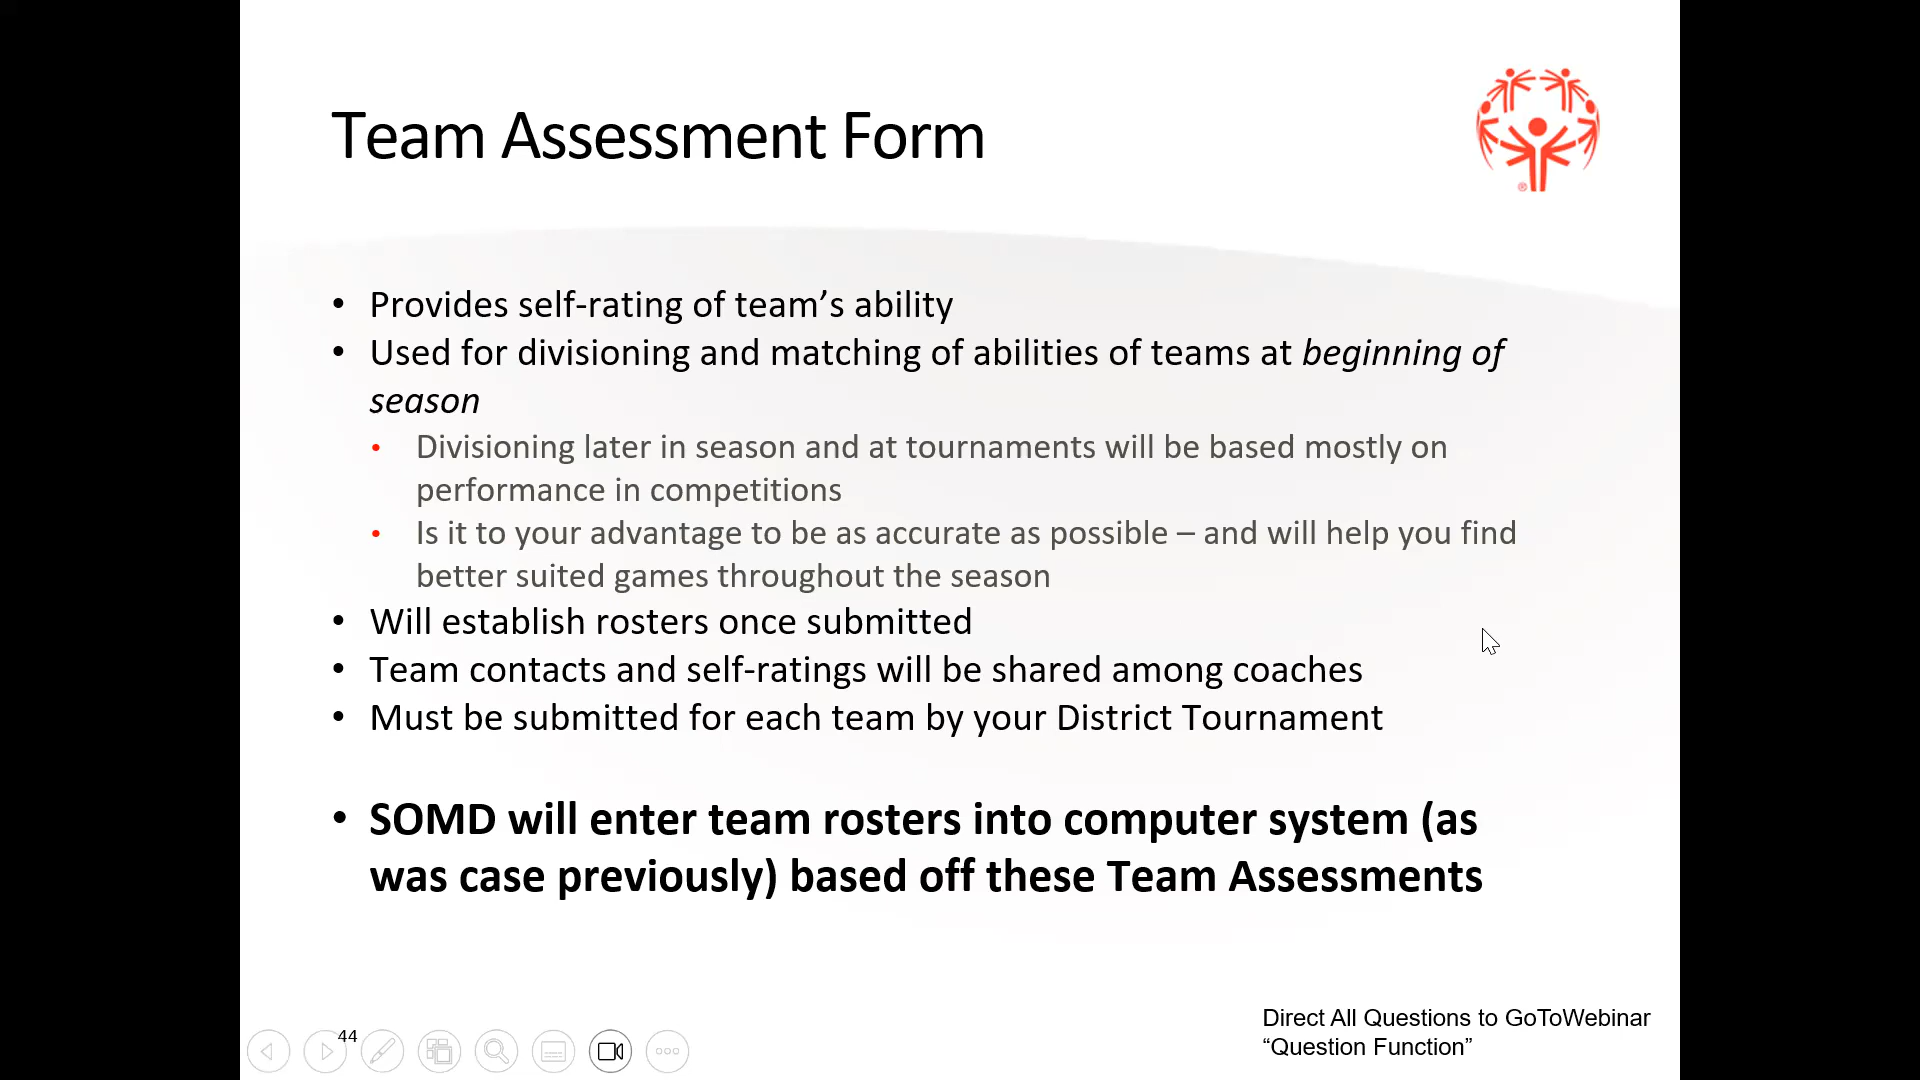 Team Assessment Form
®
• Provides self-rating of team’s ability
• Used for divisioning and matching of abilities of teams at beginning of
season
• Divisioning later in season and at tournaments will be based mostly on
performance in competitions
• Is it to your advantage to be as accurate as possible – and will help you find
better suited games throughout the season
• Will establish rosters once submitted
• Team contacts and self-ratings will be shared among coaches
• Must be submitted for each team by your District Tournament
• SOMD will enter team rosters into computer system (as
was case previously) based off these Team Assessments
Direct All Questions to GoToWebinar
“Question Function”
44